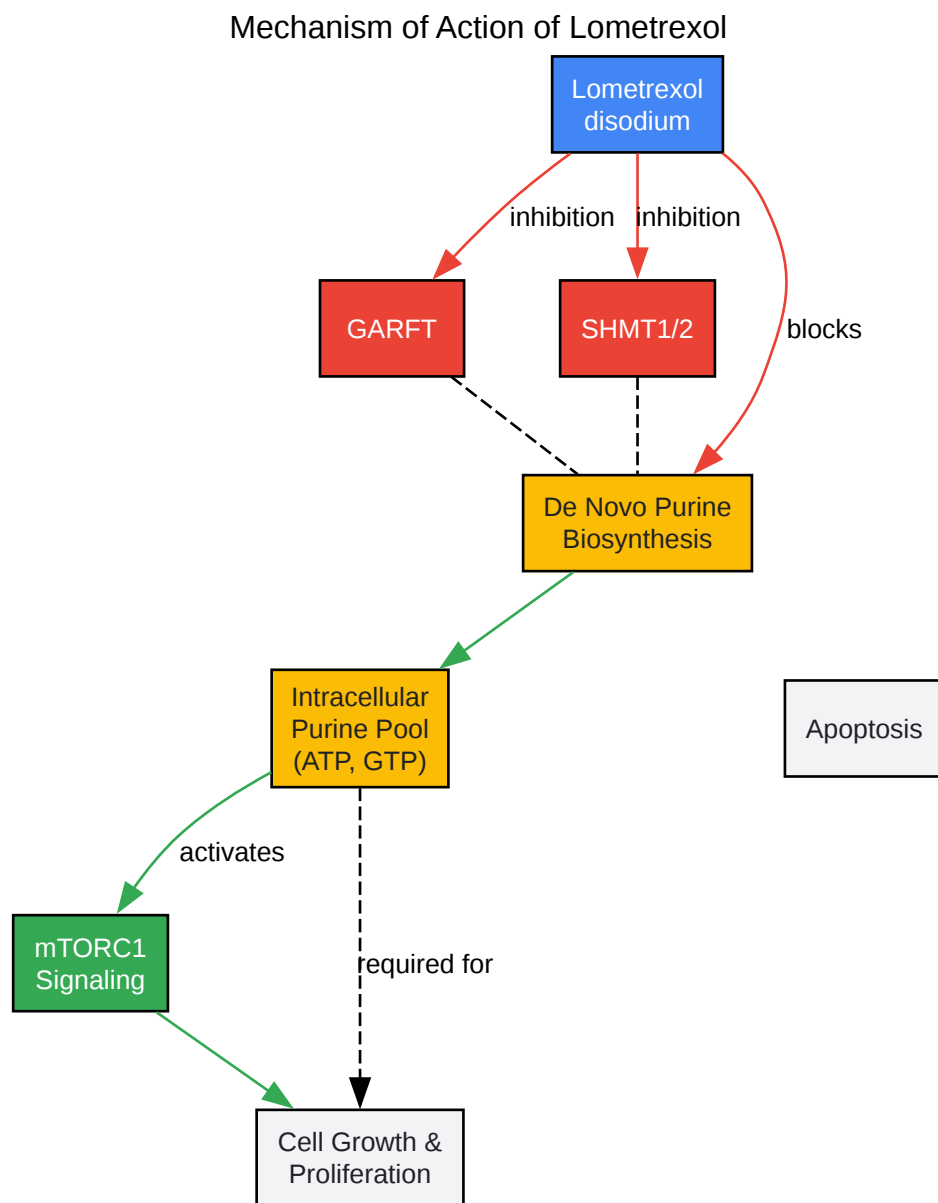 Mechanism of Action of Lometrexol
Lometrexol
disodium
inhibition
inhibition
GARFT
SHMT1/2
blocks
De Novo Purine
Biosynthesis
Intracellular
Purine Pool
(ATP, GTP)
Apoptosis
activates
mTORC1
Signaling
required for
Cell Growth &
Proliferation